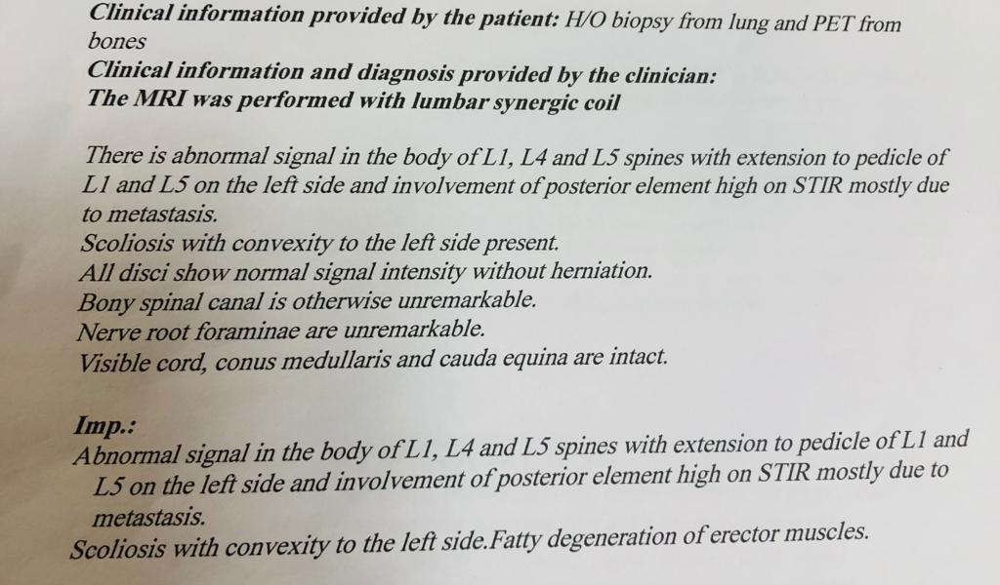 Clinical information provided by the patient: H/O biopsy from lung and PET from
bones
Clinical information and diagnosis provided by the clinician:
The MRI was performed with lumbar synergic coil
There is abnormal signal in the body of L1, L4 and L5 spines with extension to pedicle of
L1 and L5 on the left side and involvement of posterior element high on STIR mostly due
to metastasis.
Scoliosis with convexity to the left side present.
All disci show normal signal intensity without herniation.
Bony spinal canal is otherwise unremarkable.
Nerve root foraminae are unremarkable.
Visible cord, conus medullaris and cauda equina are intact.
Imp.:
Abnormal signal in the body of L1, L4 and L5 spines with extension to pedicle of L1 and
L5 on the left side and involvement of posterior element high on STIR mostly due to
metastasis.
Scoliosis with convexity to the left side.Fatty degeneration of erector muscles.